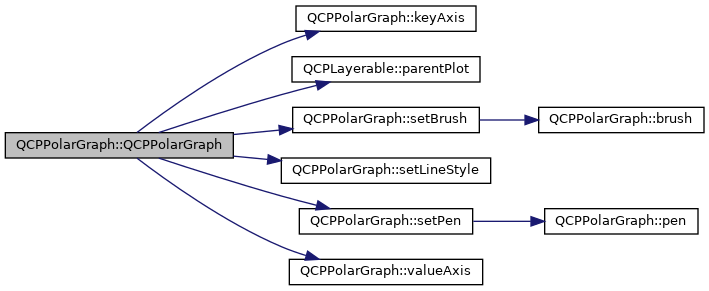 QCPPolarGraph::keyAxis
QCPLayerable::parentPlot
QCPPolarGraph::setBrush
QCPPolarGraph::brush
QCPPolarGraph::QCPPolarGraph
QCPPolarGraph::setLineStyle
QCPPolarGraph::setPen
QCPPolarGraph::pen
QCPPolarGraph::valueAxis